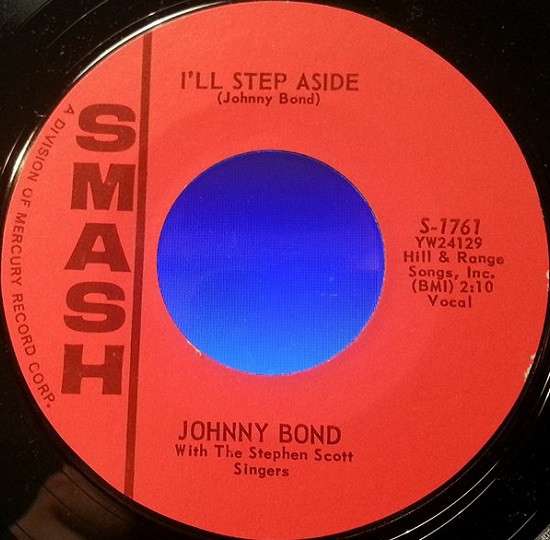 I'LL STEP ASIDE
(Johnny Bond)
SMASH
A DIVISION OF MERCURY RECORD CORP.
S-1761
YW24129
Hill & Range
Songs, Inc.
(BMI) 2:10
Vocal
JOHNNY BOND
With The Stephen Scott
Singers